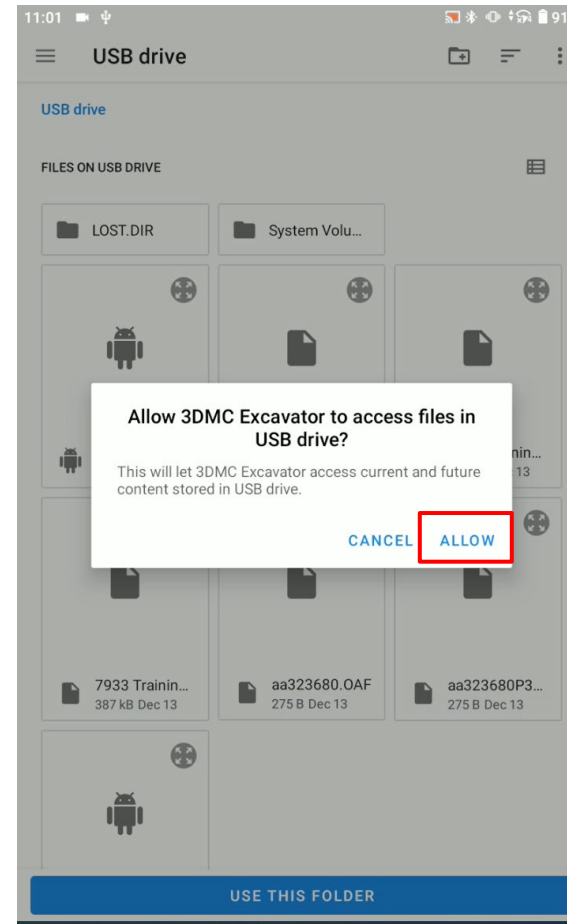 11:01 91
USB drive
USB drive
FILES ON USB DRIVE
LOST.DIR System Volu...
Allow 3DMC Excavator to access files in
USB drive?
This will let 3DMC Excavator access current and future
content stored in USB drive.
CANCEL ALLOW
nin...
13
7933 Trainin... aa323680.OAF aa323680P3...
387 kB Dec 13 275 B Dec 13 275 B Dec 13
USE THIS FOLDER